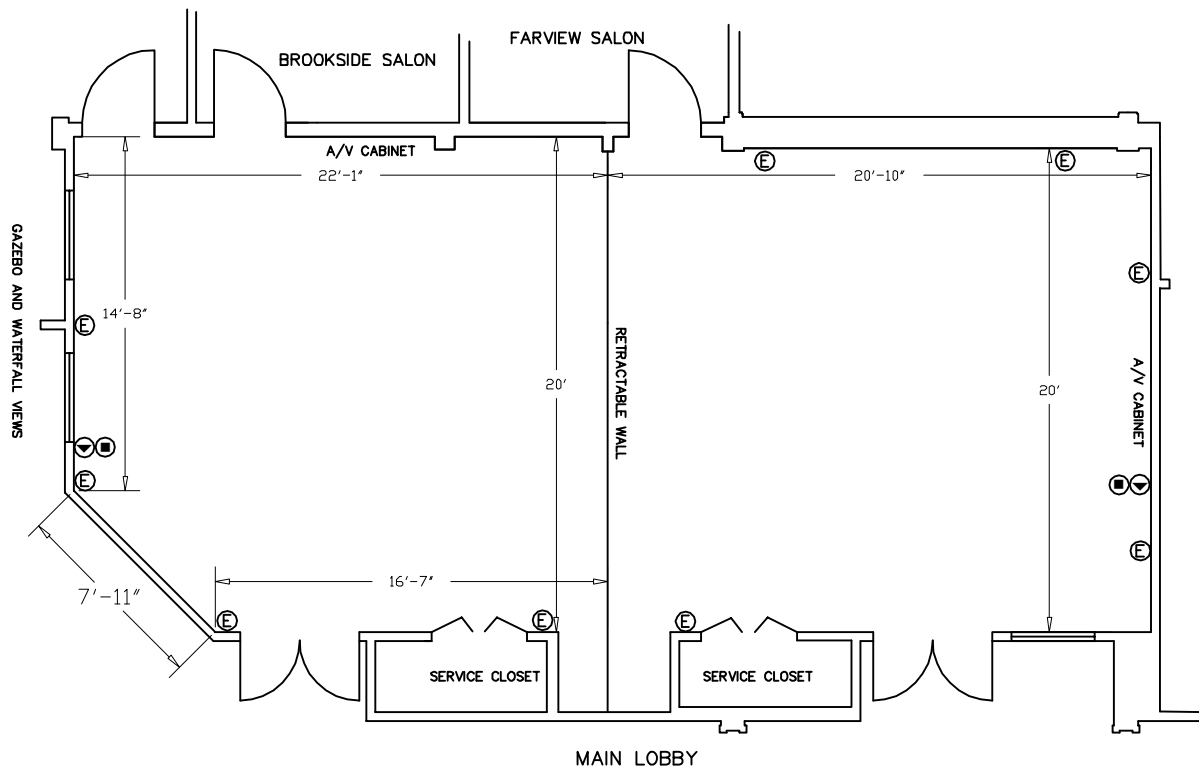 FARVIEW SALON
BROOKSIDE SALON
A/V CABINET
E
E
22'-1"
20'-10"
GAZEBO AND WATERFALL VIEWS
E
14'-8"
E
RETRACTABLE WALL
A/V CABINET
20'
20'
E
E
7'-11"
16'-7"
E
E
E
SERVICE CLOSET
SERVICE CLOSET
MAIN LOBBY